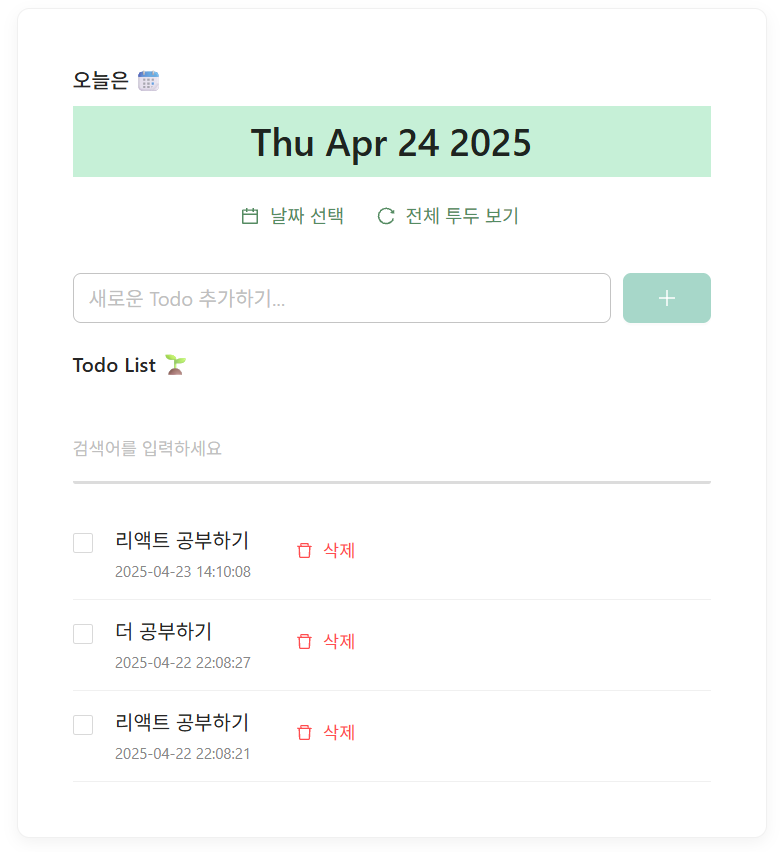 오늘은
Thu Apr 24 2025
날짜 선택 전체 투두 보기
새로운 Todo 추가하기...
Todo List
검색어를 입력하세요
리액트 공부하기
삭제
2025-04-23 14:10:08
더 공부하기
삭제
2025-04-22 22:08:27
리액트 공부하기
삭제
2025-04-22 22:08:21